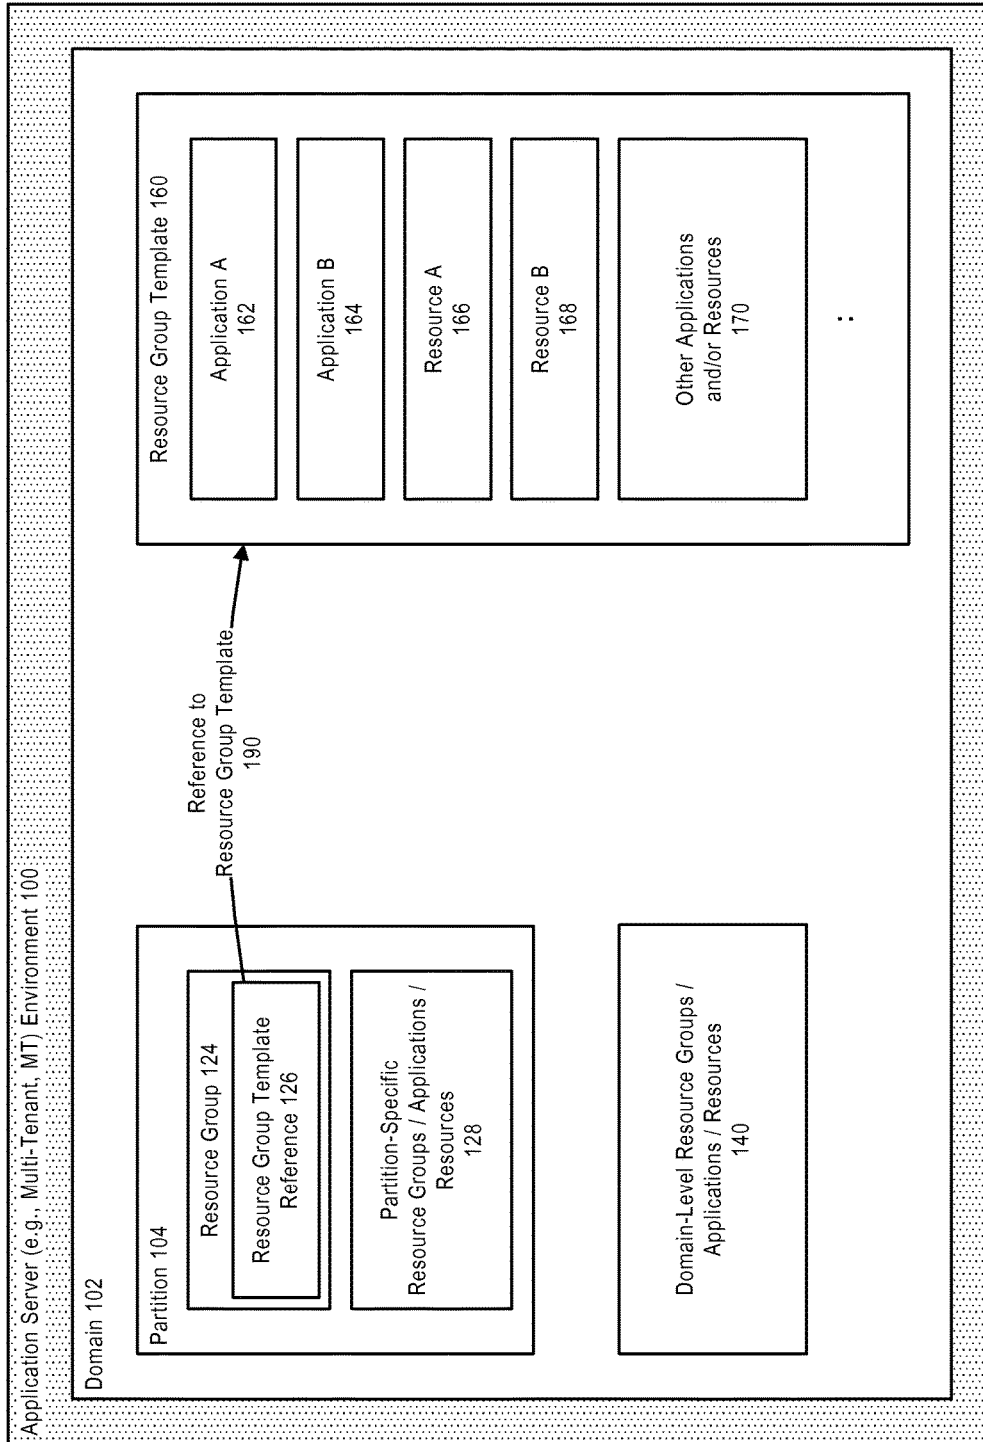 Application Server (e.g., Multi-Tenant, MT) Environment 100
Domain 102
Partition 104
Resource Group 124
Resource Group Template
Reference 126
Partition-Specific
Resource Groups / Applications /
Resources
128
Domain-Level Resource Groups /
Applications / Resources
140
Reference to
Resource Group Template
190
Resource Group Template 160
Application A
162
Application B
164
Resource A
166
Resource B
168
Other Applications
and/or Resources
170
: